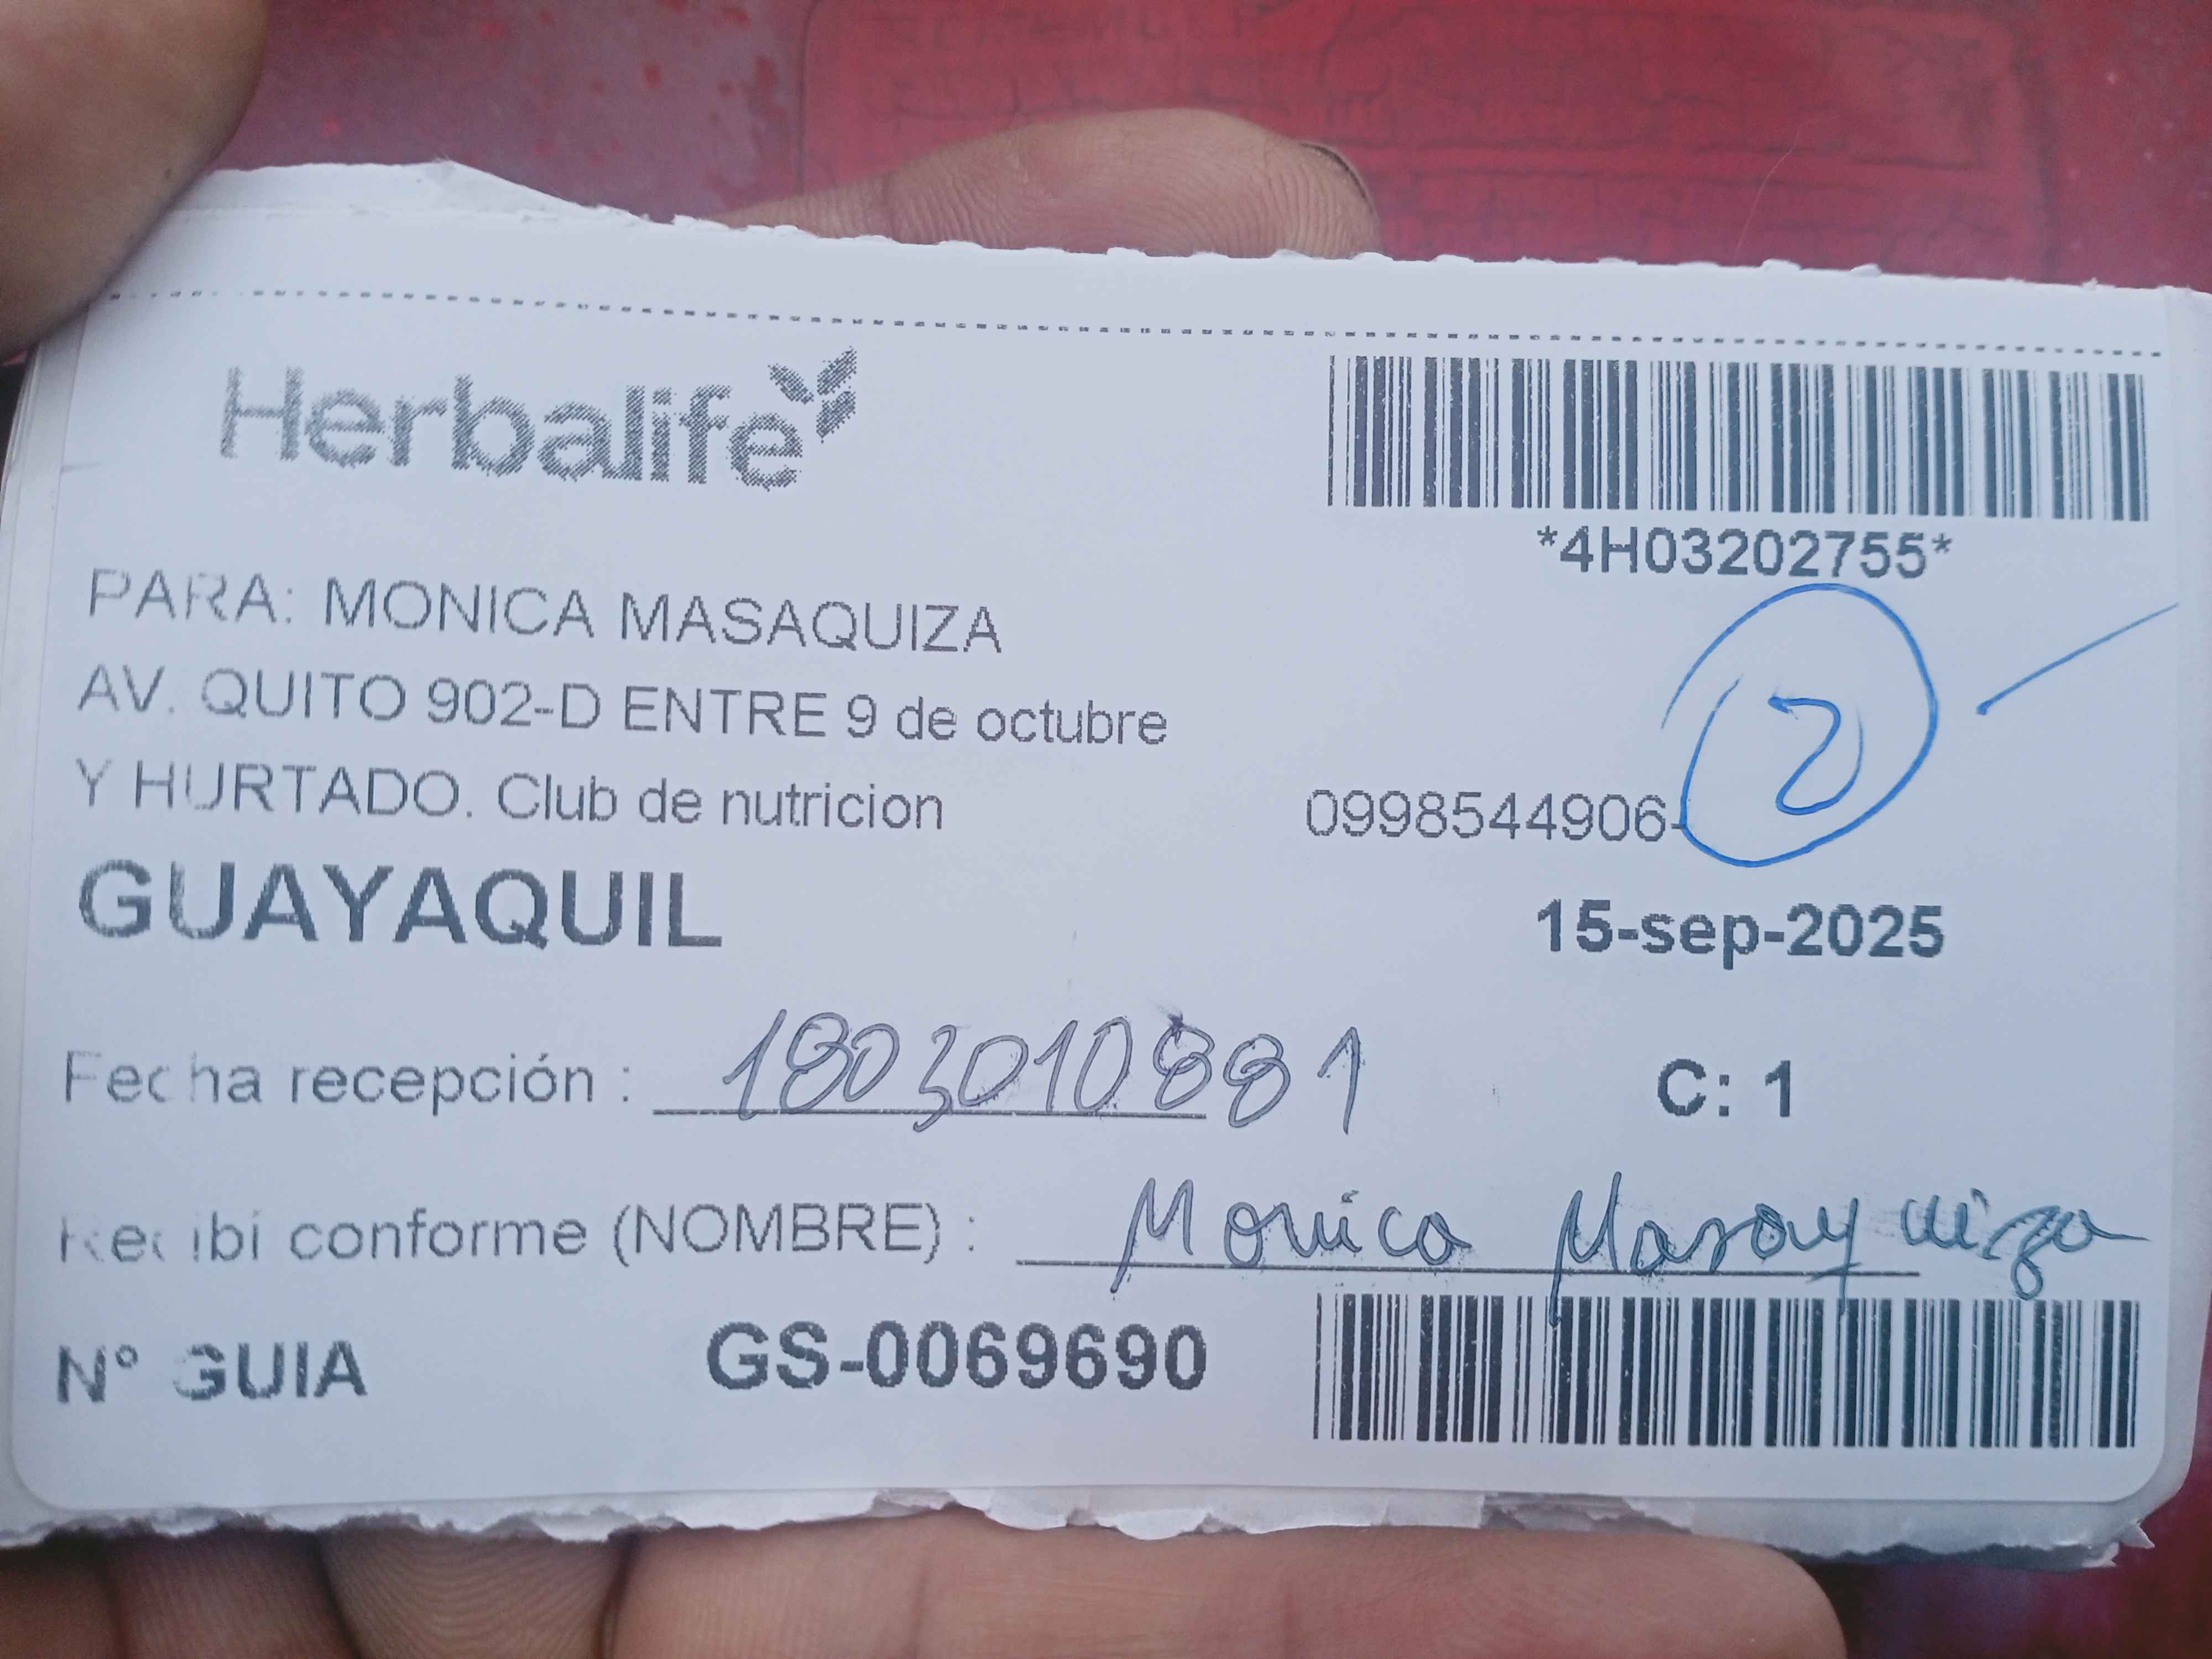 Herbalife
*4H03202755*
PARA: MONICA MASAQUIZA
AV. QUITO 902-D ENTRE 9 de octubre
Y HURTADO. Club de nutricion
0998544906-
2
GUAYAQUIL
15-sep-2025
Fecha recepción : 1803010881
C: 1
Recibi conforme (NOMBRE) : Monica Masaquiza
N° GUIA GS-0069690